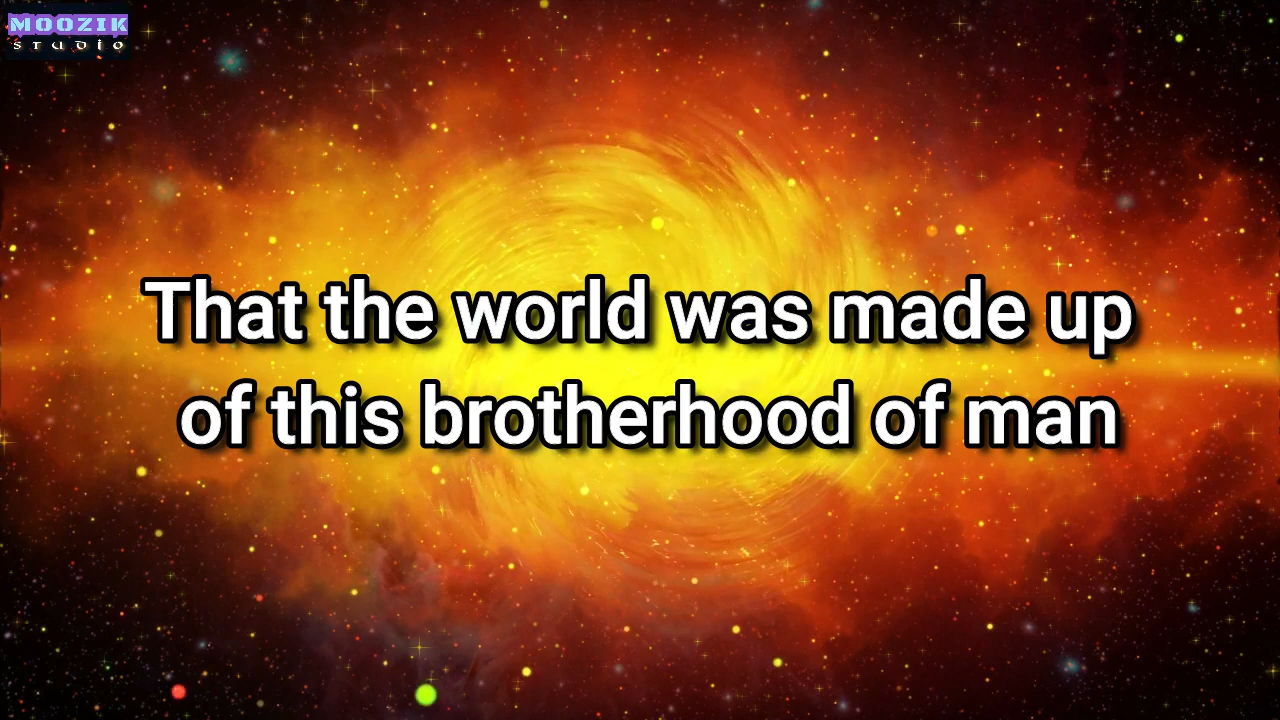 MOOZIK
STUDIO
That the world was made up
of this brotherhood of man